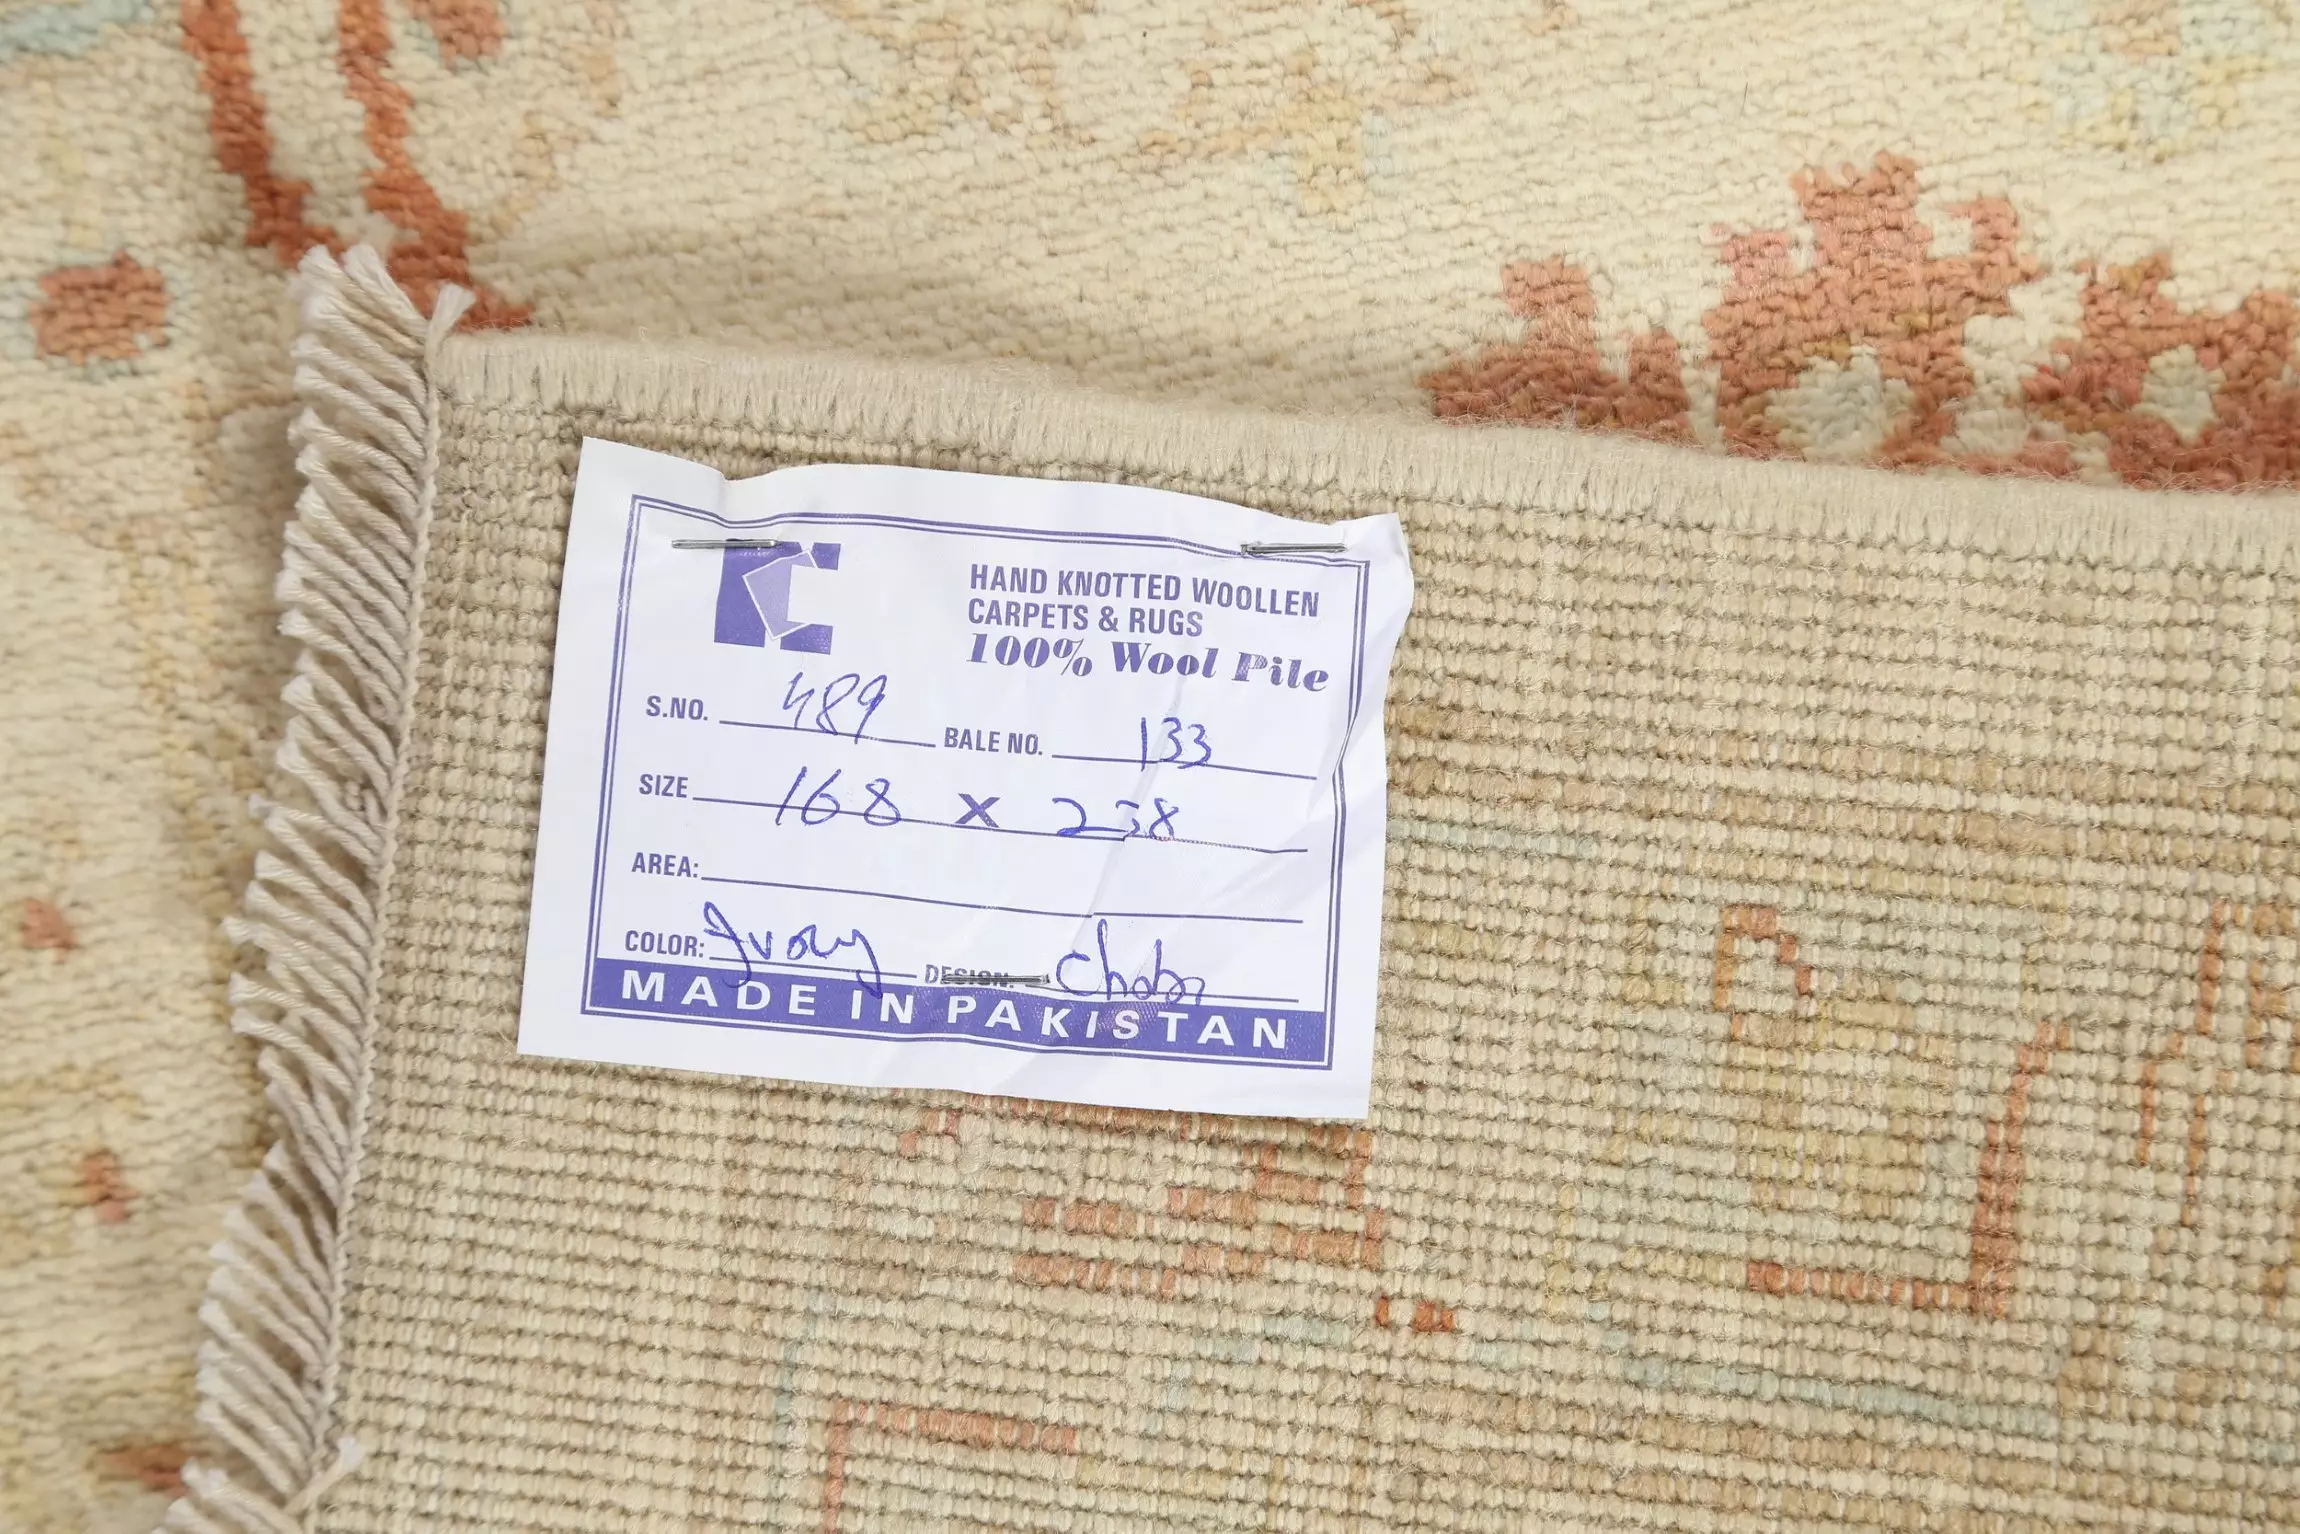 KC
HAND KNOTTED WOOLLEN
CARPETS & RUGS
100% Wool Pile
S.NO. 489 BALE NO. 133
SIZE 168 X 238
AREA:
COLOR: Ivory DESIGN:
MADE IN PAKISTAN